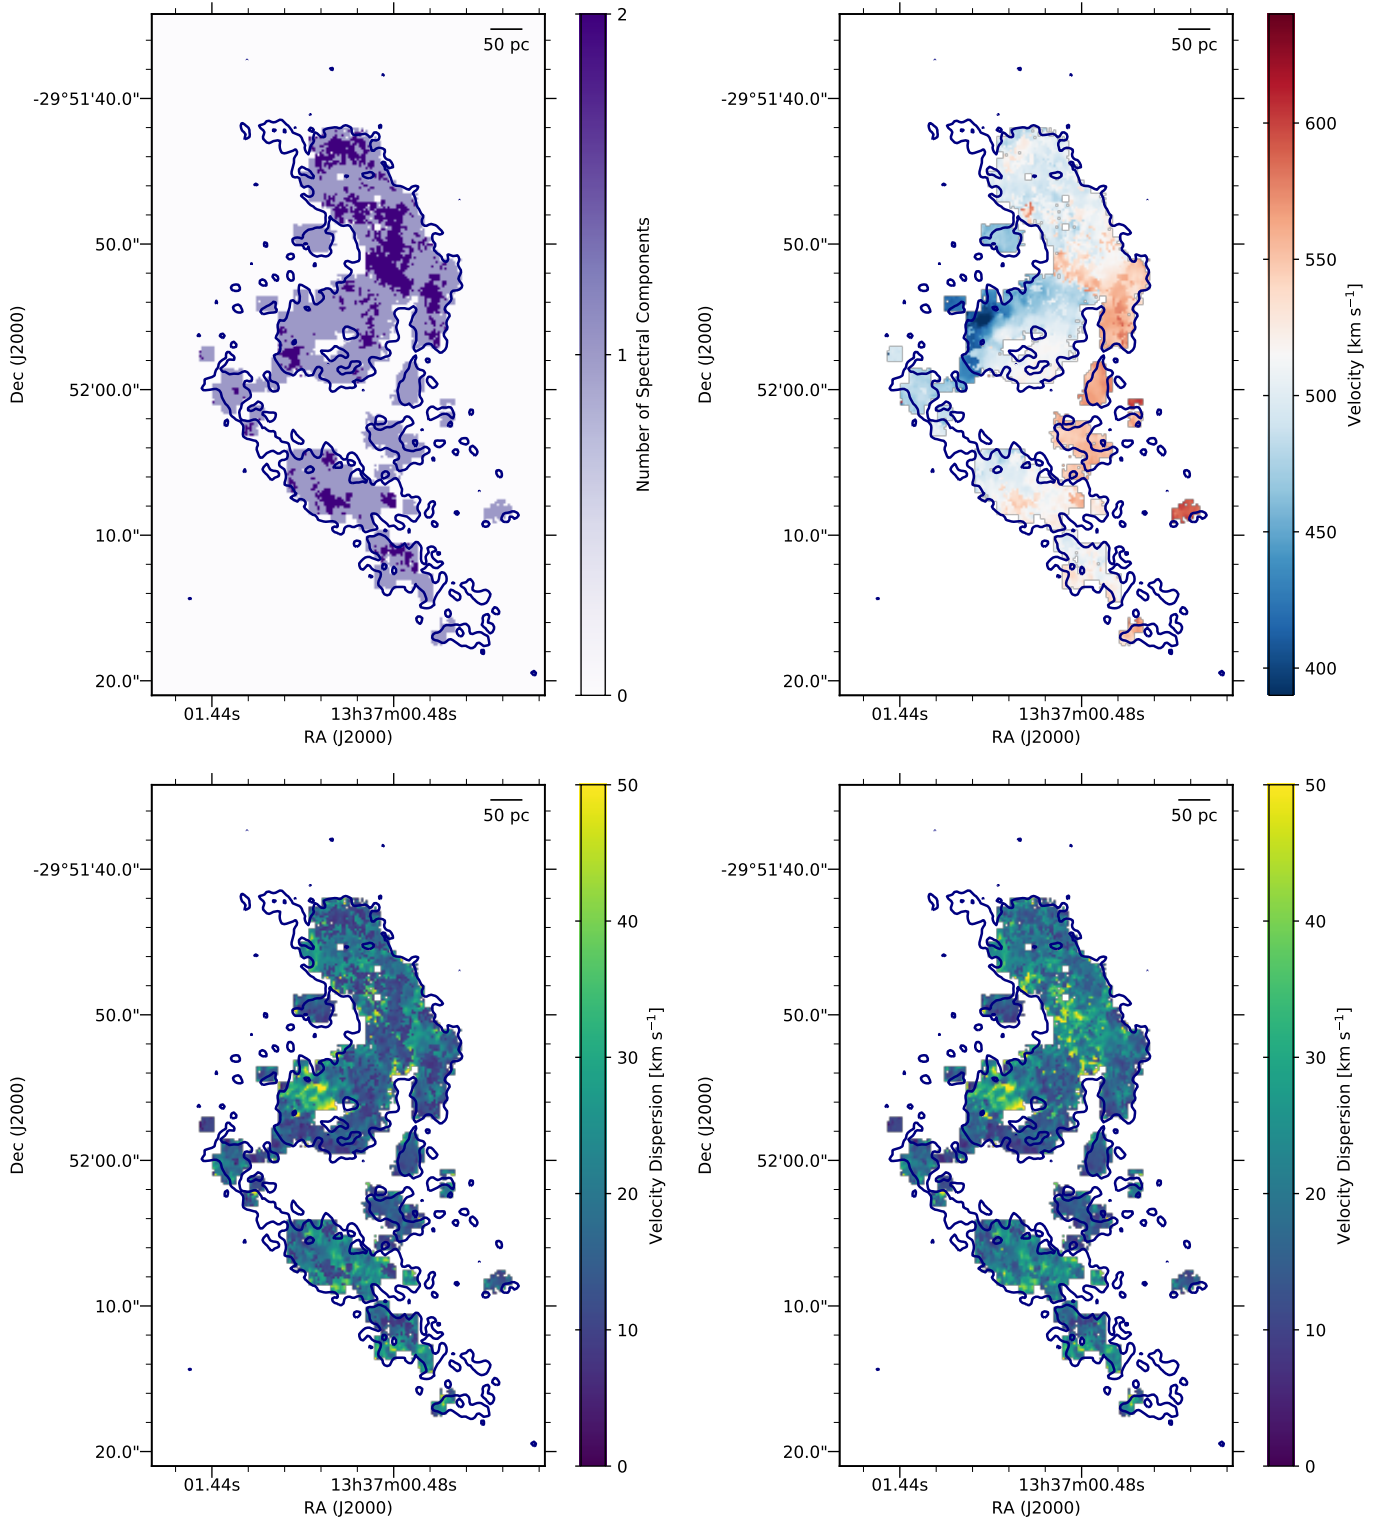 50 pc
-29°51'40.0"
50.0"
52'00.0"
10.0"
20.0"
Dec (J2000)
01.44s
13h37m00.48s
RA (J2000)
2
1
0
Number of Spectral Components
50 pc
-29°51'40.0"
50.0"
52'00.0"
10.0"
20.0"
Dec (J2000)
01.44s
13h37m00.48s
RA (J2000)
600
550
500
450
400
Velocity [km s⁻¹]
50 pc
-29°51'40.0"
50.0"
52'00.0"
10.0"
20.0"
Dec (J2000)
01.44s
13h37m00.48s
RA (J2000)
50
40
30
20
10
0
Velocity Dispersion [km s⁻¹]
50 pc
-29°51'40.0"
50.0"
52'00.0"
10.0"
20.0"
Dec (J2000)
01.44s
13h37m00.48s
RA (J2000)
50
40
30
20
10
0
Velocity Dispersion [km s⁻¹]